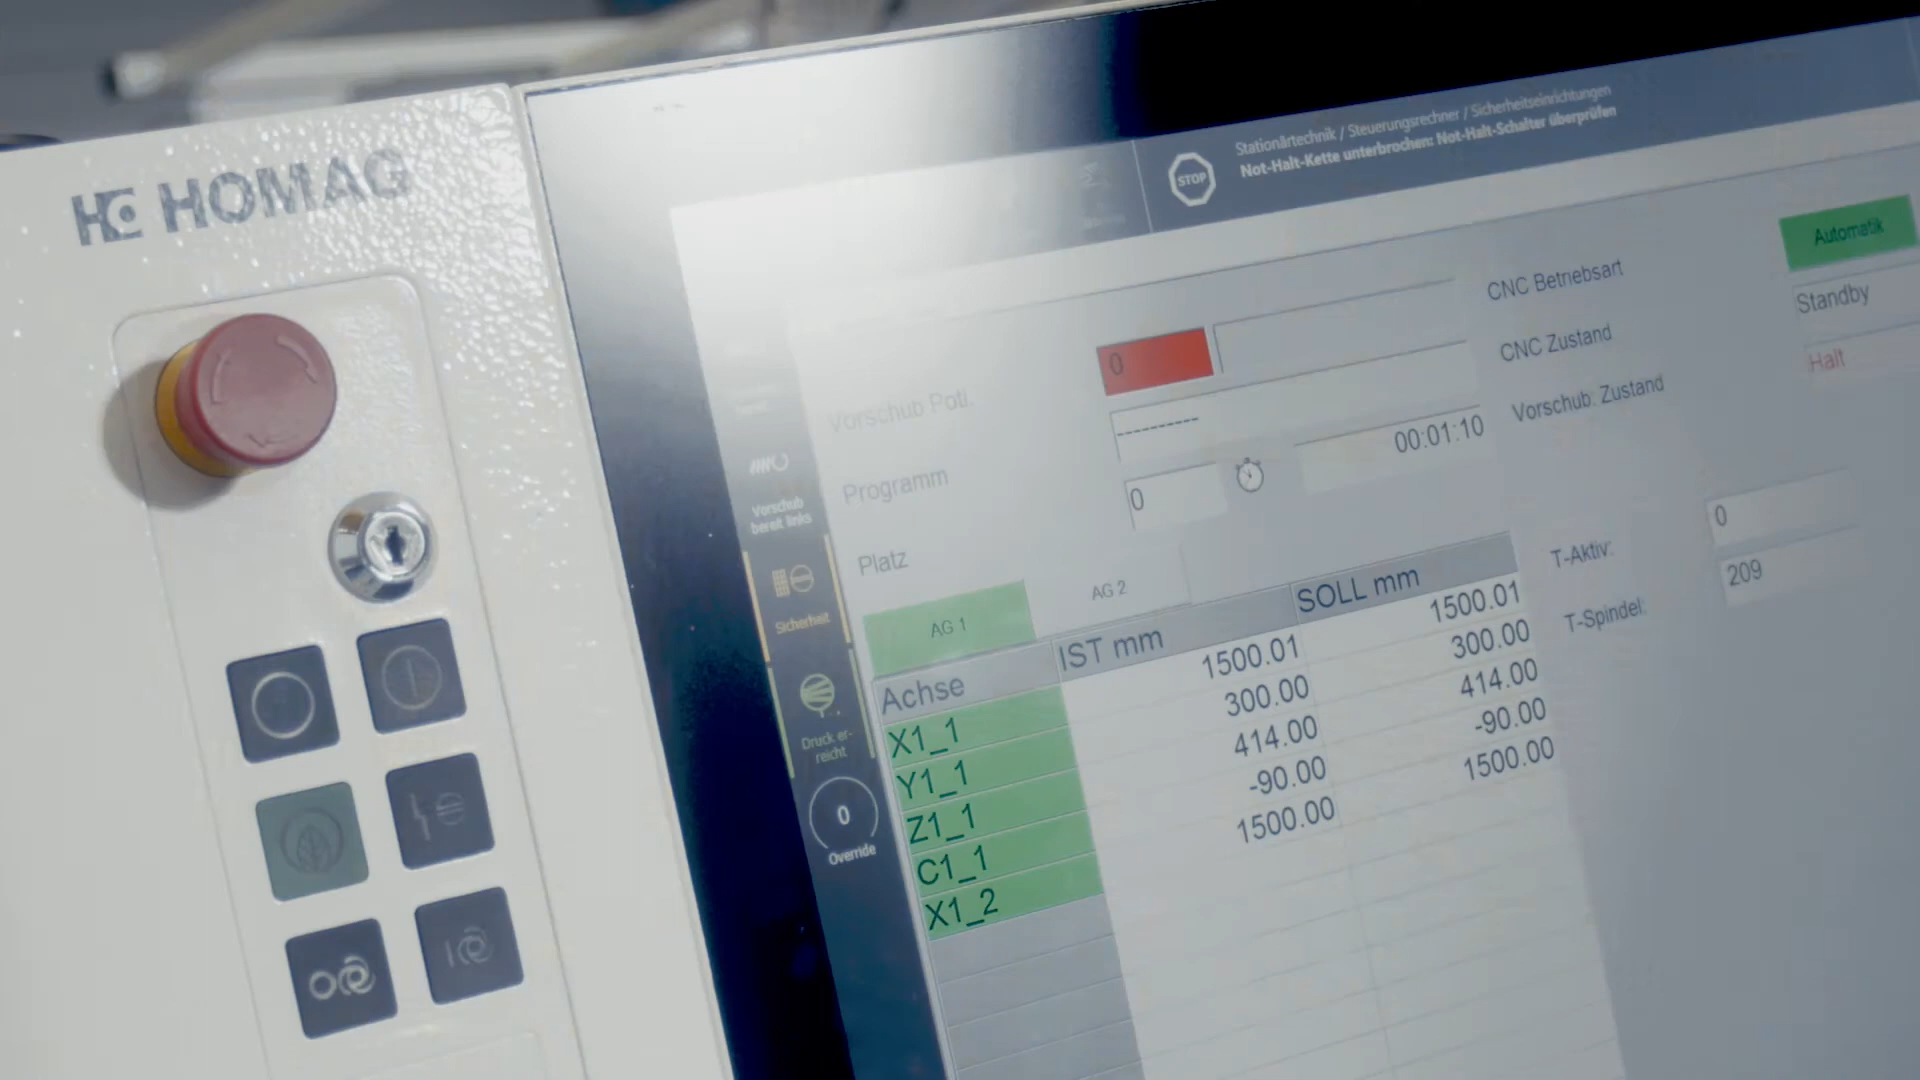 HOMAG
STOP
Stationärtechnik / Steuerungsrechner / Sicherheitseinrichtungen
Not-Halt-Kette unterbrochen: Not-Halt-Schalter überprüfen
Vorschub Poti.
0
CNC Betriebsart
Automatik
Programm
---------
CNC Zustand
Standby
Platz
0
00:01:10
Vorschub. Zustand
Halt
Vorschub
bereit links
Sicherheit
Druck er-
reicht
0
Override
AG 1
AG 2
T-Aktiv:
0
T-Spindel:
209
Achse IST mm SOLL mm
X1_1 1500.01 1500.01
Y1_1 300.00 300.00
Z1_1 414.00 414.00
C1_1 -90.00 -90.00
X1_2 1500.00 1500.00